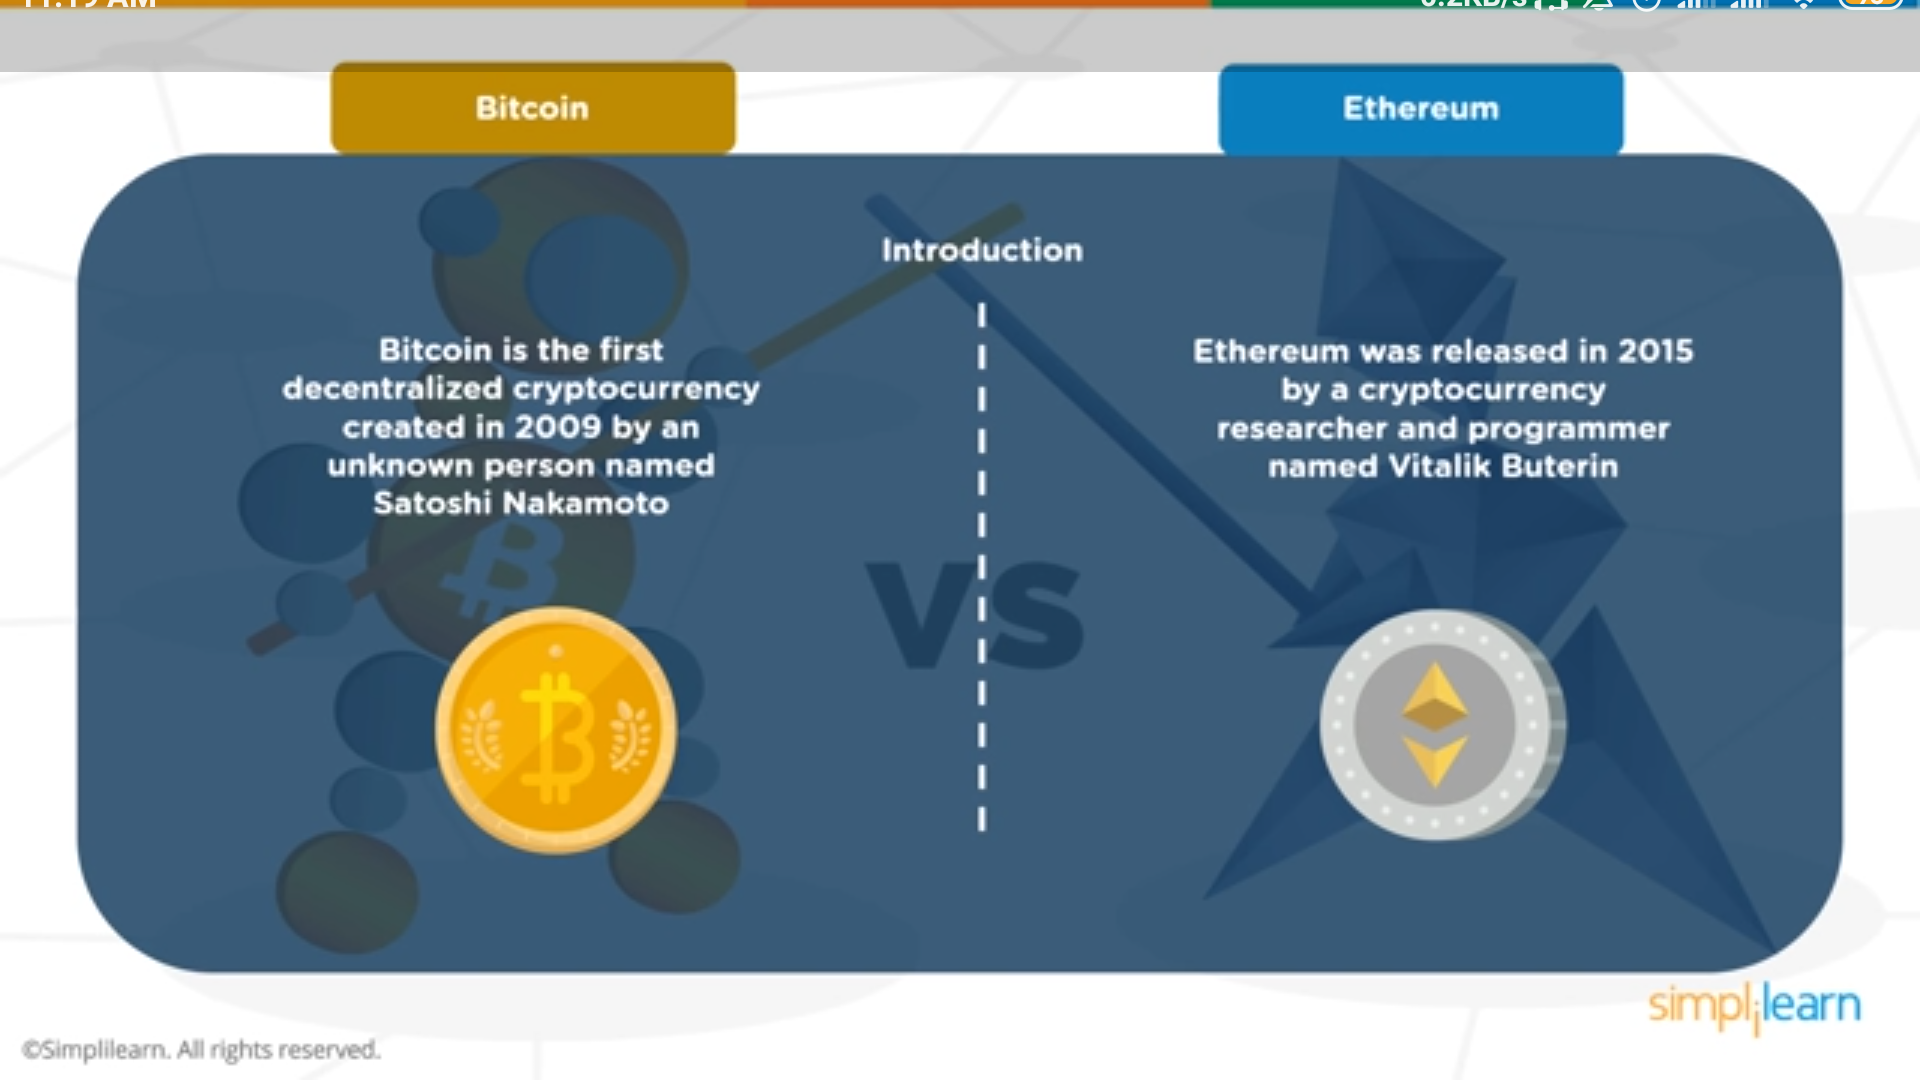 Bitcoin
Ethereum
Introduction
Bitcoin is the first
decentralized cryptocurrency
created in 2009 by an
unknown person named
Satoshi Nakamoto
Ethereum was released in 2015
by a cryptocurrency
researcher and programmer
named Vitalik Buterin
VS
simplilearn
©Simplilearn. All rights reserved.